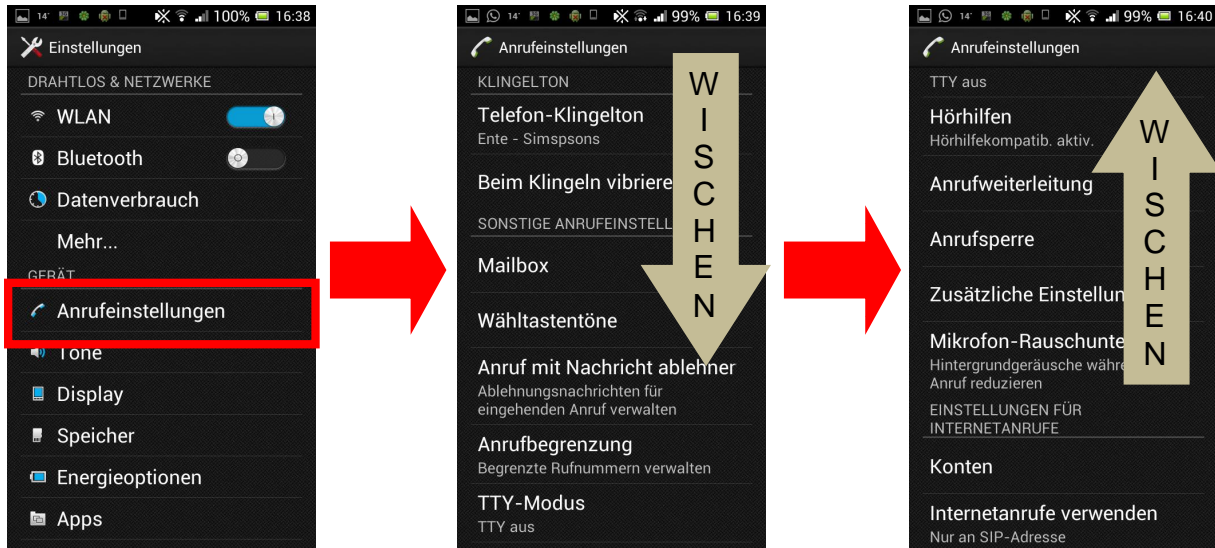 14° 100% 16:38
Einstellungen
DRAHTLOS & NETZWERKE
WLAN
Bluetooth
Datenverbrauch
Mehr...
GERÄT
Anrufeinstellungen
Töne
Display
Speicher
Energieoptionen
Apps
14° 99% 16:39
Anrufeinstellungen
KLINGELTON
Telefon-Klingelton
Ente - Simspsons
Beim Klingeln vibriere
SONSTIGE ANRUFEINSTELL
Mailbox
Wähltastentöne
Anruf mit Nachricht ablehner
Ablehnungsnachrichten für
eingehenden Anruf verwalten
Anrufbegrenzung
Begrenzte Rufnummern verwalten
TTY-Modus
TTY aus
WISCHEN
14° 99% 16:40
Anrufeinstellungen
TTY aus
Hörhilfen
Hörhilfekompatib. aktiv.
Anrufweiterleitung
Anrufsperre
Zusätzliche Einstellun
Mikrofon-Rauschunte
Hintergrundgeräusche währe
Anruf reduzieren
EINSTELLUNGEN FÜR
INTERNETANRUFE
Konten
Internetanrufe verwenden
Nur an SIP-Adresse
WISCHEN